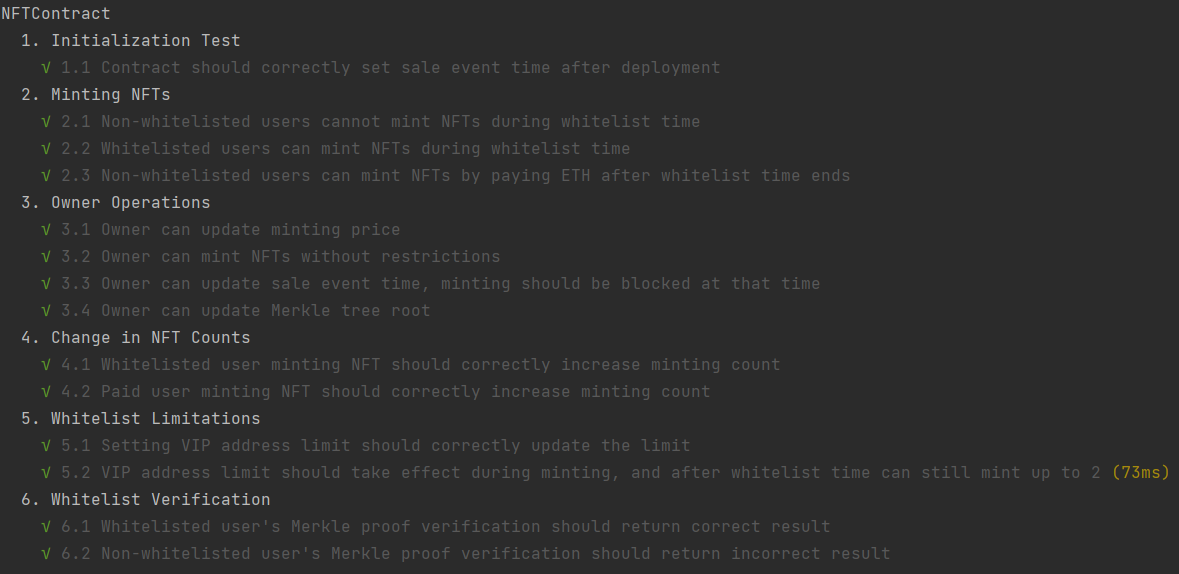 NFTContract
1. Initialization Test
√ 1.1 Contract should correctly set sale event time after deployment
2. Minting NFTs
√ 2.1 Non-whitelisted users cannot mint NFTs during whitelist time
√ 2.2 Whitelisted users can mint NFTs during whitelist time
√ 2.3 Non-whitelisted users can mint NFTs by paying ETH after whitelist time ends
3. Owner Operations
√ 3.1 Owner can update minting price
√ 3.2 Owner can mint NFTs without restrictions
√ 3.3 Owner can update sale event time, minting should be blocked at that time
√ 3.4 Owner can update Merkle tree root
4. Change in NFT Counts
√ 4.1 Whitelisted user minting NFT should correctly increase minting count
√ 4.2 Paid user minting NFT should correctly increase minting count
5. Whitelist Limitations
√ 5.1 Setting VIP address limit should correctly update the limit
√ 5.2 VIP address limit should take effect during minting, and after whitelist time can still mint up to 2 (73ms)
6. Whitelist Verification
√ 6.1 Whitelisted user's Merkle proof verification should return correct result
√ 6.2 Non-whitelisted user's Merkle proof verification should return incorrect result